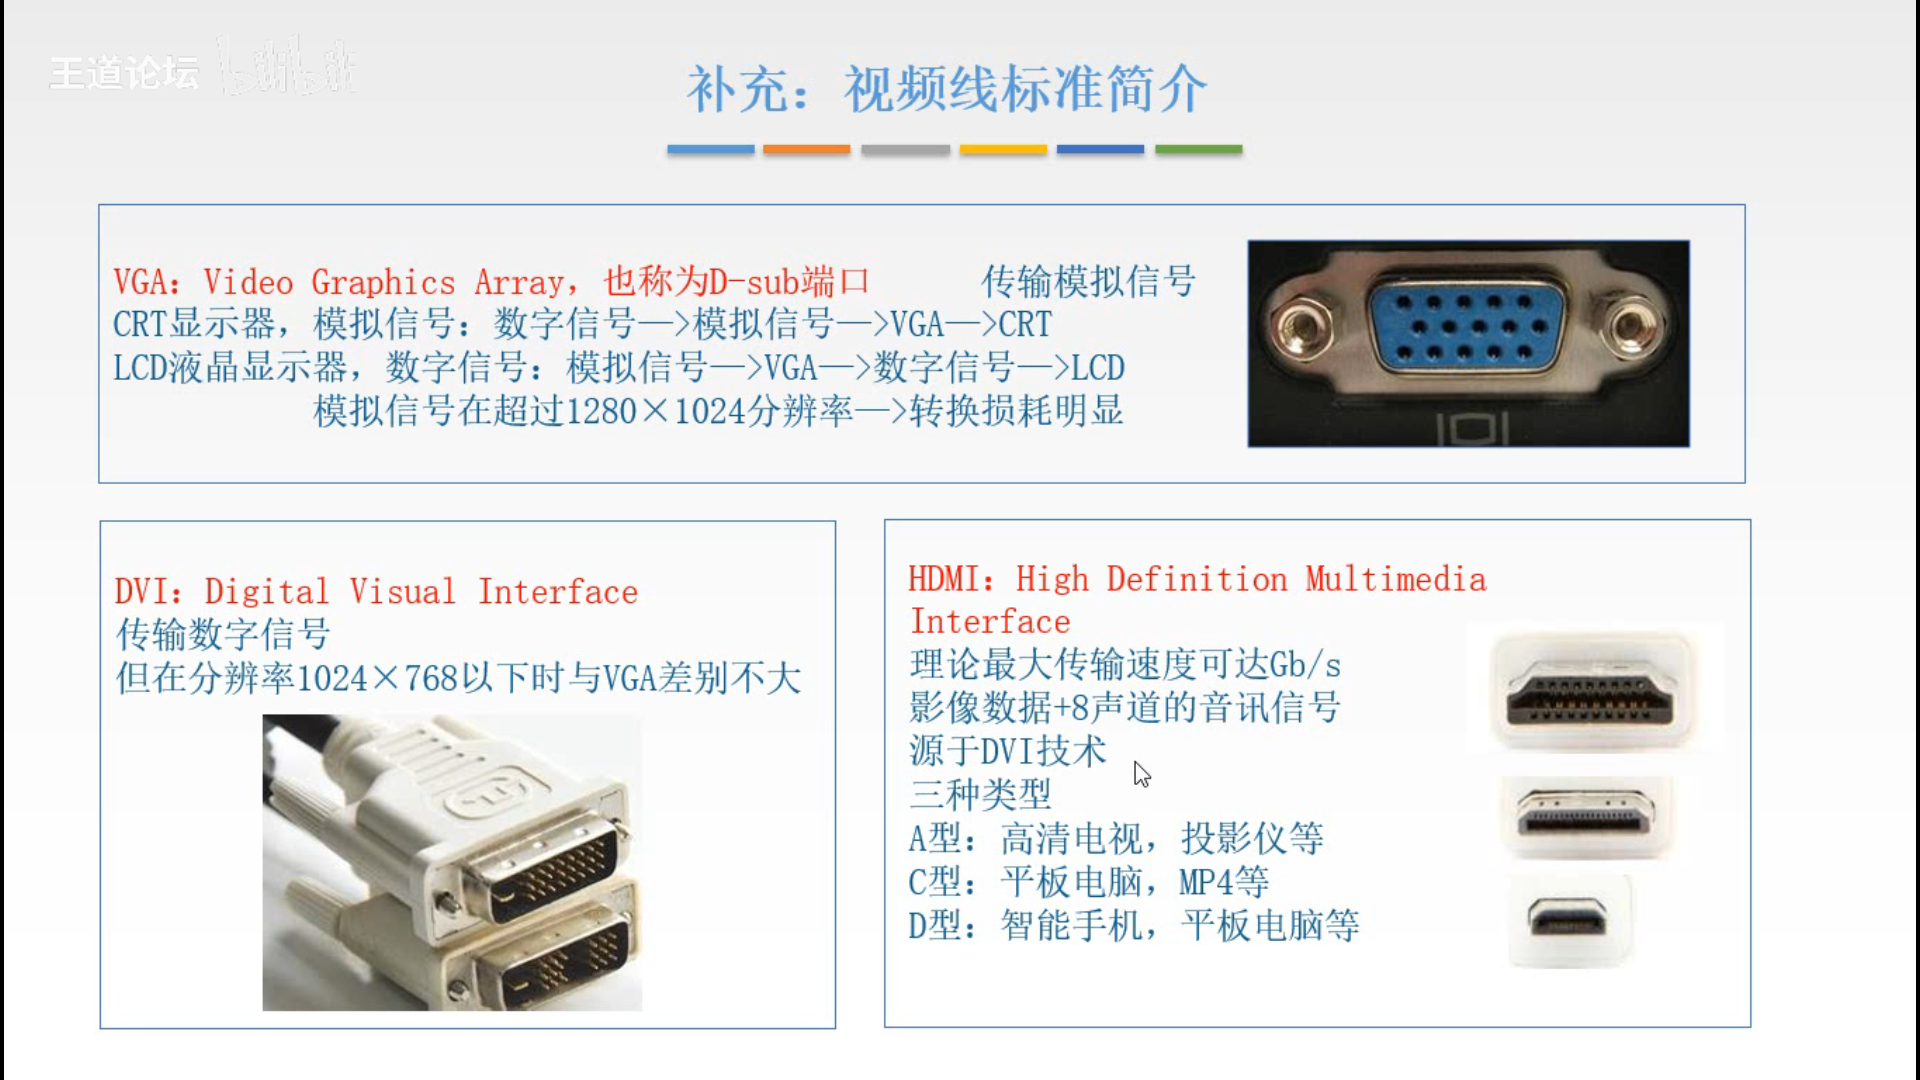 王道论坛 bilibili
补充：视频线标准简介
VGA：Video Graphics Array，也称为D-sub端口 传输模拟信号
CRT显示器，模拟信号：数字信号—>模拟信号—>VGA—>CRT
LCD液晶显示器，数字信号：模拟信号—>VGA—>数字信号—>LCD
模拟信号在超过1280×1024分辨率—>转换损耗明显
DVI：Digital Visual Interface
传输数字信号
但在分辨率1024×768以下时与VGA差别不大
HDMI：High Definition Multimedia
Interface
理论最大传输速度可达Gb/s
影像数据+8声道的音讯信号
源于DVI技术
三种类型
A型：高清电视，投影仪等
C型：平板电脑，MP4等
D型：智能手机，平板电脑等